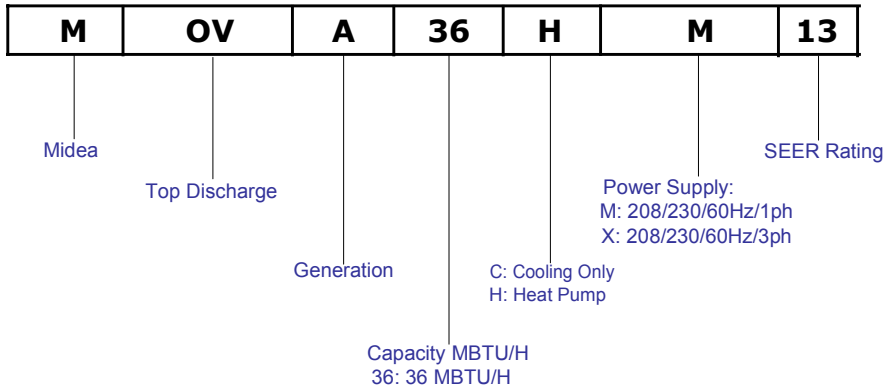 M OV A 36 H M 13
Midea
SEER Rating
Top Discharge
Power Supply:
M: 208/230/60Hz/1ph
X: 208/230/60Hz/3ph
Generation
C: Cooling Only
H: Heat Pump
Capacity MBTU/H
36: 36 MBTU/H